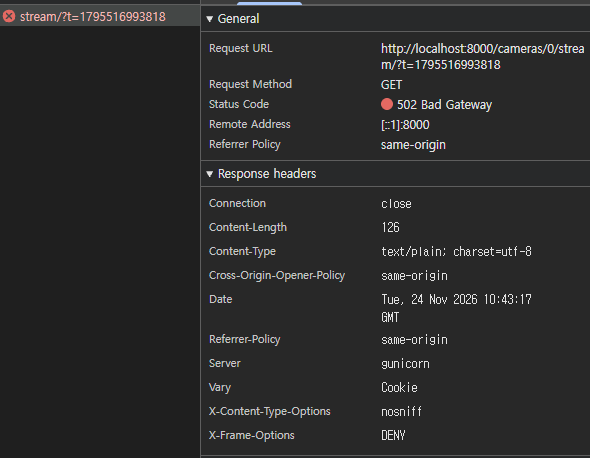 stream/?t=1795516993818
General
Request URL
http://localhost:8000/cameras/0/strea
m/?t=1795516993818
Request Method
GET
Status Code
502 Bad Gateway
Remote Address
[::1]:8000
Referrer Policy
same-origin
Response headers
Connection
close
Content-Length
126
Content-Type
text/plain; charset=utf-8
Cross-Origin-Opener-Policy
same-origin
Date
Tue, 24 Nov 2026 10:43:17
GMT
Referrer-Policy
same-origin
Server
gunicorn
Vary
Cookie
X-Content-Type-Options
nosniff
X-Frame-Options
DENY